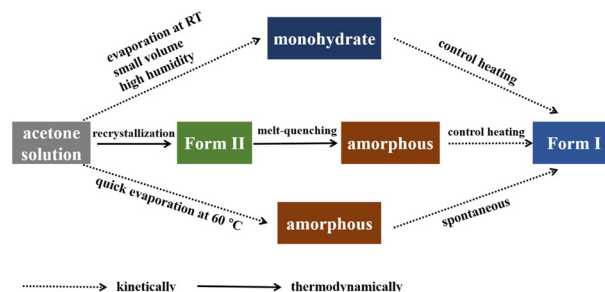 evaporation at RT
small volume
high humidity
monohydrate
control heating
acetone
solution
recrystallization
Form II
melt-quenching
amorphous
control heating
Form I
quick evaporation at 60 °C
amorphous
spontaneous
kinetically
thermodynamically